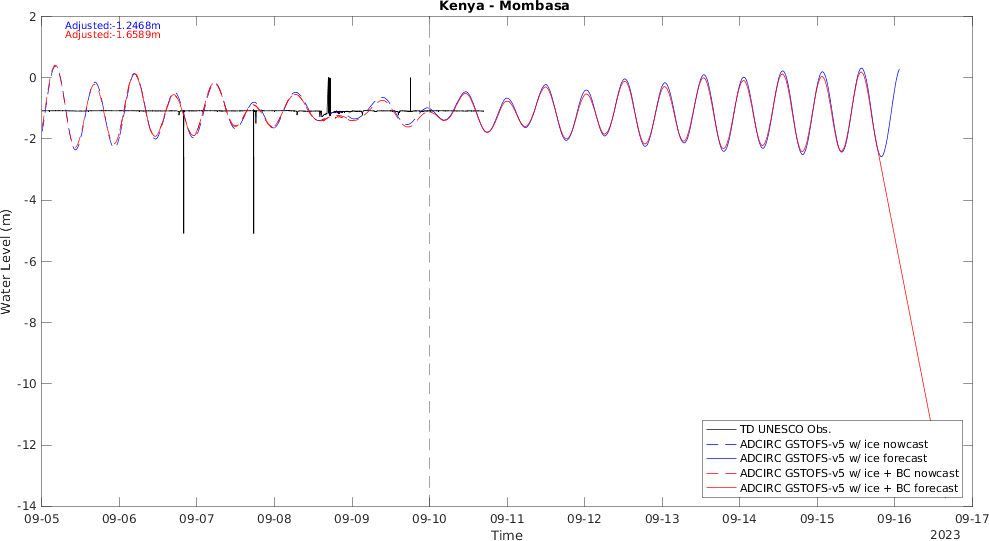 Kenya - Mombasa
Adjusted:-1.2468m
Adjusted:-1.6589m
Water Level (m)
2
0
-2
-4
-6
-8
-10
-12
-14
TD UNESCO Obs.
ADCIRC GSTOFS-v5 w/ ice nowcast
ADCIRC GSTOFS-v5 w/ ice forecast
ADCIRC GSTOFS-v5 w/ ice + BC nowcast
ADCIRC GSTOFS-v5 w/ ice + BC forecast
09-05 09-06 09-07 09-08 09-09 09-10 09-11 09-12 09-13 09-14 09-15 09-16 09-17
Time
2023